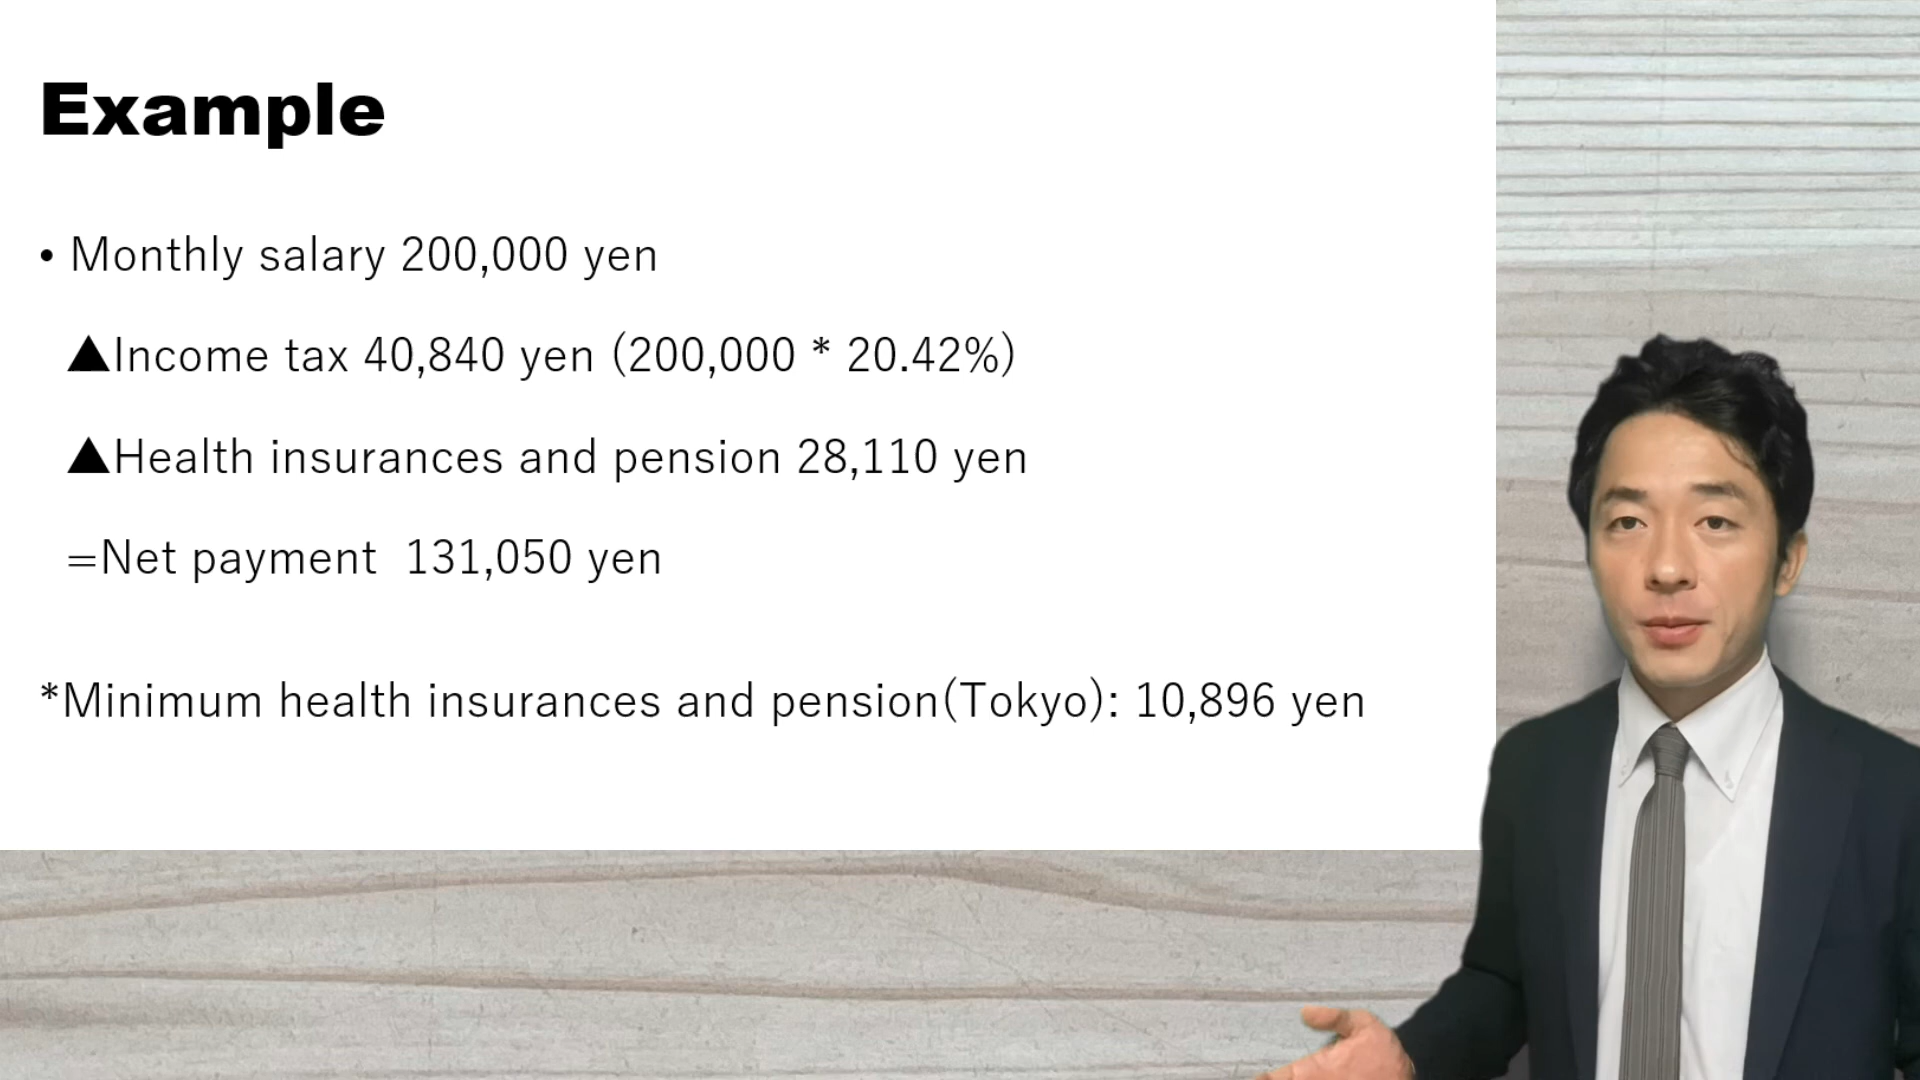 Example
• Monthly salary 200,000 yen
▲Income tax 40,840 yen (200,000 * 20.42%)
▲Health insurances and pension 28,110 yen
=Net payment  131,050 yen
*Minimum health insurances and pension(Tokyo): 10,896 yen